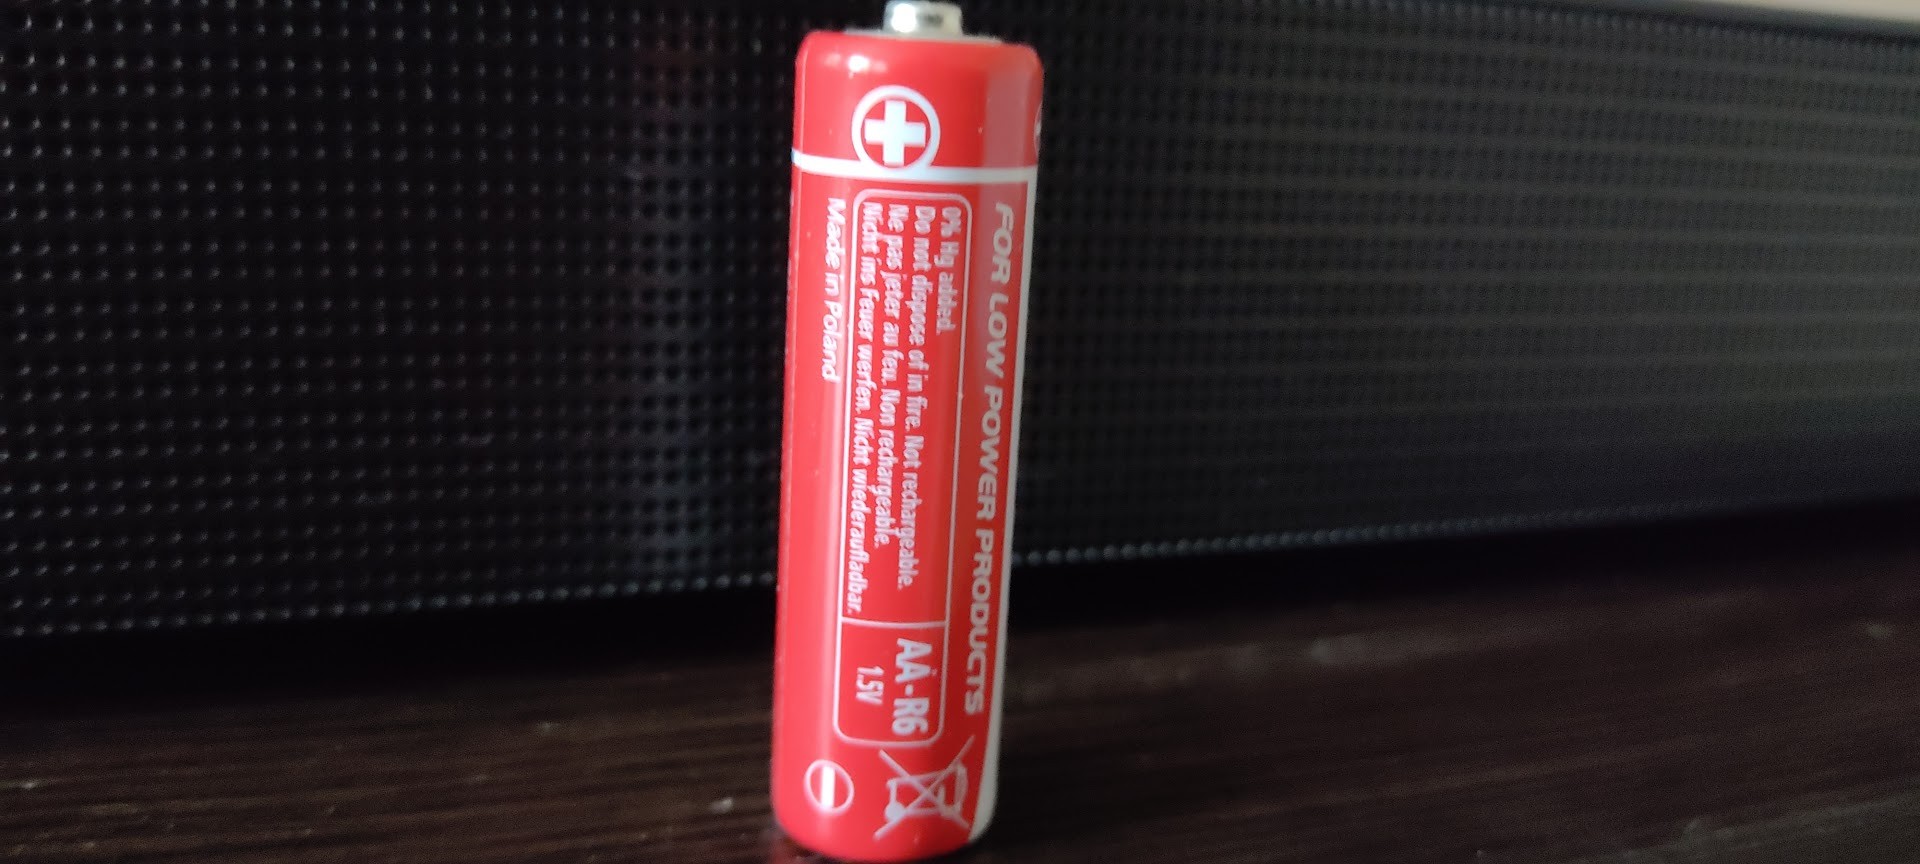 FOR LOW POWER PRODUCTS
0% Hg added.
Do not dispose of in fire. Not rechargeable.
Ne pas jeter au feu. Non rechargeable.
Nicht ins Feuer werfen. Nicht wiederaufladbar.
AA-R6
1.5V
Made in Poland